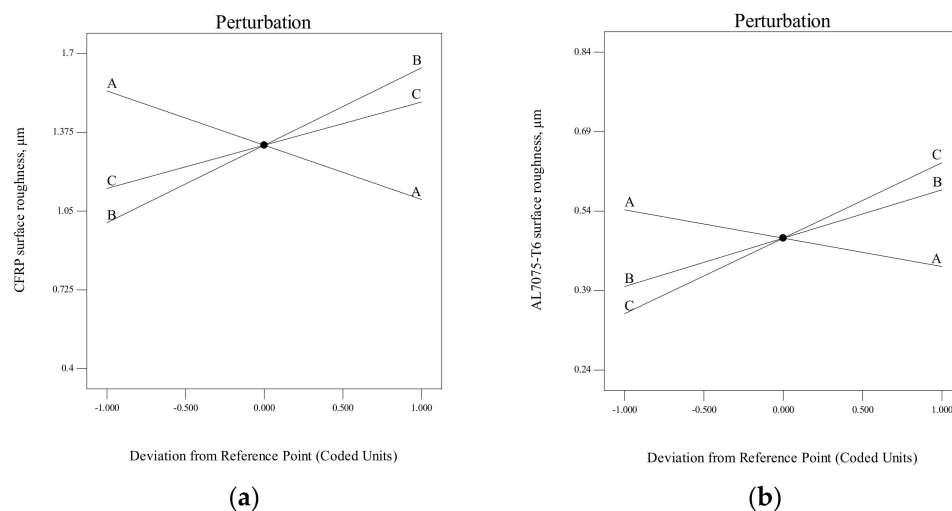 Perturbation
1.7
1.375
1.05
0.725
0.4
CFRP surface roughness, µm
A
C
B
B
C
A
-1.000
-0.500
0.000
0.500
1.000
Deviation from Reference Point (Coded Units)
(a)
Perturbation
0.84
0.69
0.54
0.39
0.24
AL7075-T6 surface roughness, µm
A
B
C
C
B
A
-1.000
-0.500
0.000
0.500
1.000
Deviation from Reference Point (Coded Units)
(b)